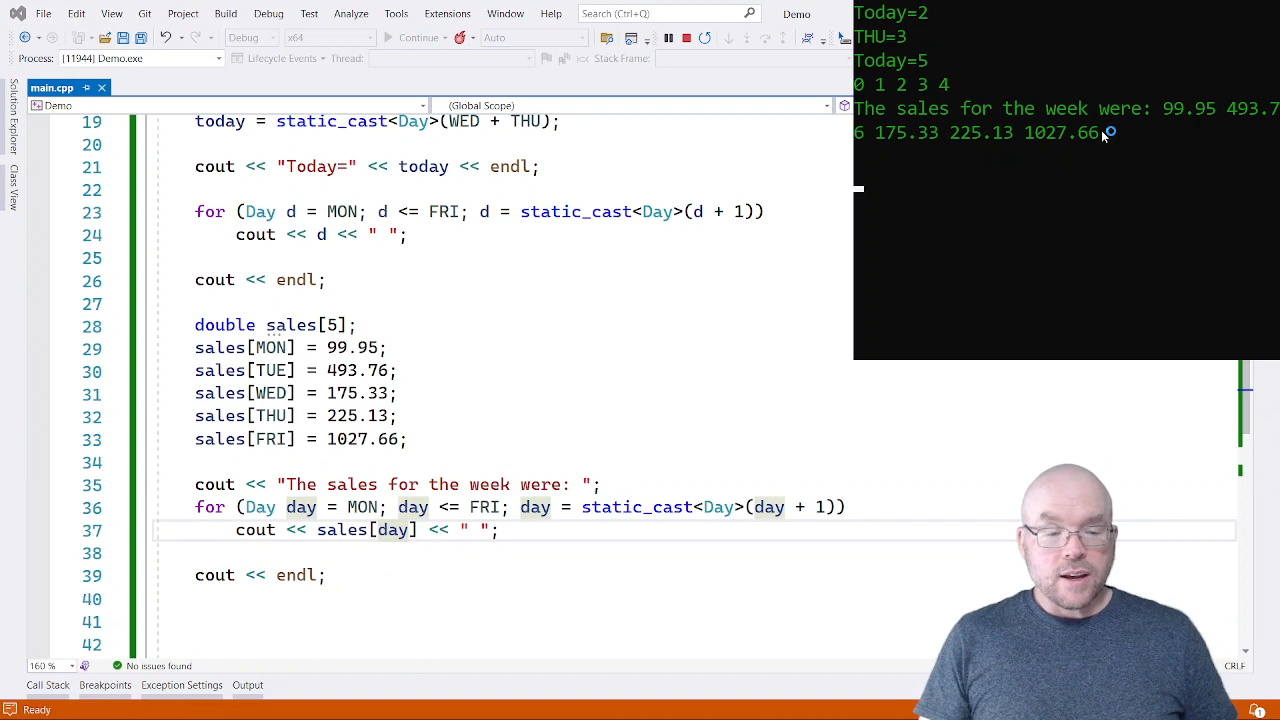 File Edit View Git Project Build Debug Test Analyze Tools Extensions Window Help Search (Ctrl+Q) Demo
Debug x64 Continue Auto
Process: [11944] Demo.exe Lifecycle Events Thread: Stack Frame:
main.cpp
Demo (Global Scope)
Solution Explorer
Class View
19 today = static_cast<Day>(WED + THU);
20
21 cout << "Today=" << today << endl;
22
23 for (Day d = MON; d <= FRI; d = static_cast<Day>(d + 1))
24 cout << d << " ";
25
26 cout << endl;
27
28 double sales[5];
29 sales[MON] = 99.95;
30 sales[TUE] = 493.76;
31 sales[WED] = 175.33;
32 sales[THU] = 225.13;
33 sales[FRI] = 1027.66;
34
35 cout << "The sales for the week were: ";
36 for (Day day = MON; day <= FRI; day = static_cast<Day>(day + 1))
37 cout << sales[day] << " ";
38
39 cout << endl;
40
41
42
Today=2
THU=3
Today=5
0 1 2 3 4
The sales for the week were: 99.95 493.7
6 175.33 225.13 1027.66
160 % No issues found CRLF
Call Stack Breakpoints Exception Settings Output
Ready 1